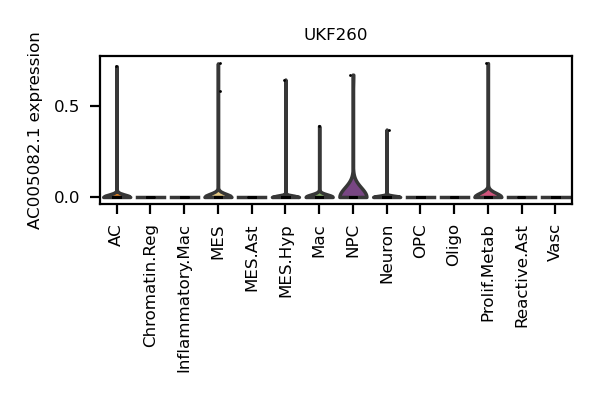 UKF260
AC005082.1 expression
0.5
0.0
AC
Chromatin.Reg
Inflammatory.Mac
MES
MES.Ast
MES.Hyp
Mac
NPC
Neuron
OPC
Oligo
Prolif.Metab
Reactive.Ast
Vasc